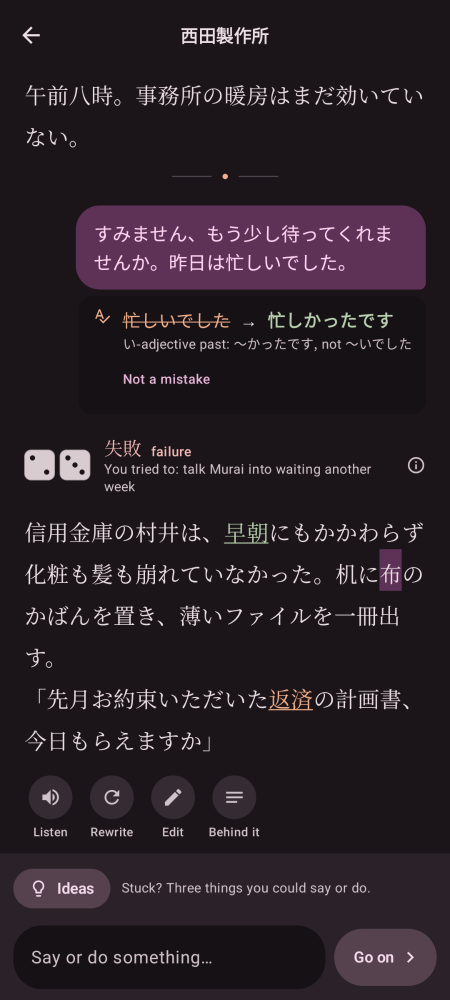 西田製作所
午前八時。事務所の暖房はまだ効いてい
ない。
すみません、もう少し待ってくれま
せんか。昨日は忙しいでした。
忙しいでした → 忙しかったです
い-adjective past: 〜かったです, not 〜いでした
Not a mistake
失敗 failure
You tried to: talk Murai into waiting another
week
信用金庫の村井は、早朝にもかかわらず
化粧も髪も崩れていなかった。机に布の
かばんを置き、薄いファイルを一冊出
す。
「先月お約束いただいた返済の計画書、
今日もらえますか」
Listen Rewrite Edit Behind it
Ideas Stuck? Three things you could say or do.
Say or do something… Go on